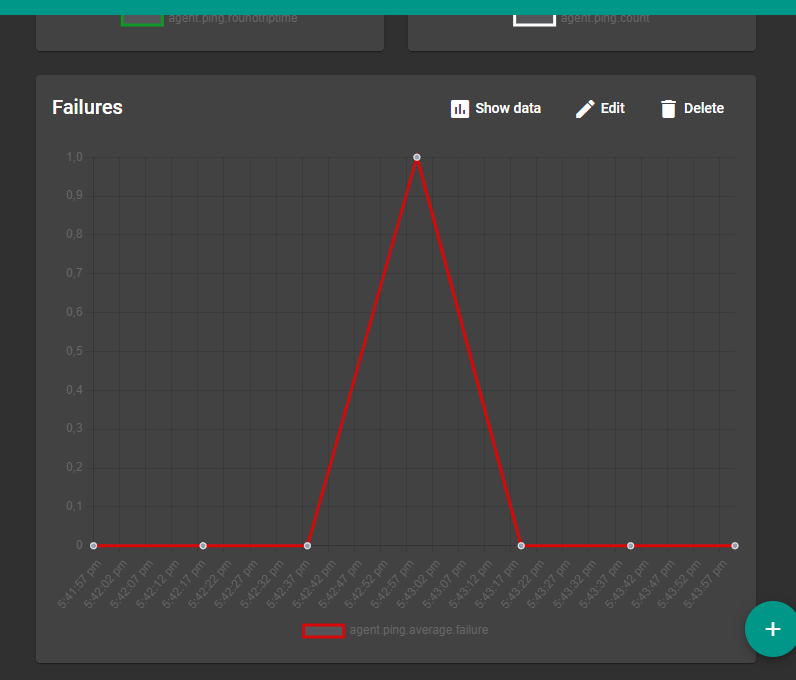 agent.ping.roundtriptime
agent.ping.count
Failures
Show data
Edit
Delete
1,0
0,9
0,8
0,7
0,6
0,5
0,4
0,3
0,2
0,1
0
5:41:57 pm
5:42:02 pm
5:42:07 pm
5:42:12 pm
5:42:17 pm
5:42:22 pm
5:42:27 pm
5:42:32 pm
5:42:37 pm
5:42:42 pm
5:42:47 pm
5:42:52 pm
5:42:57 pm
5:43:02 pm
5:43:07 pm
5:43:12 pm
5:43:17 pm
5:43:22 pm
5:43:27 pm
5:43:32 pm
5:43:37 pm
5:43:42 pm
5:43:47 pm
5:43:52 pm
5:43:57 pm
agent.ping.average.failure
+